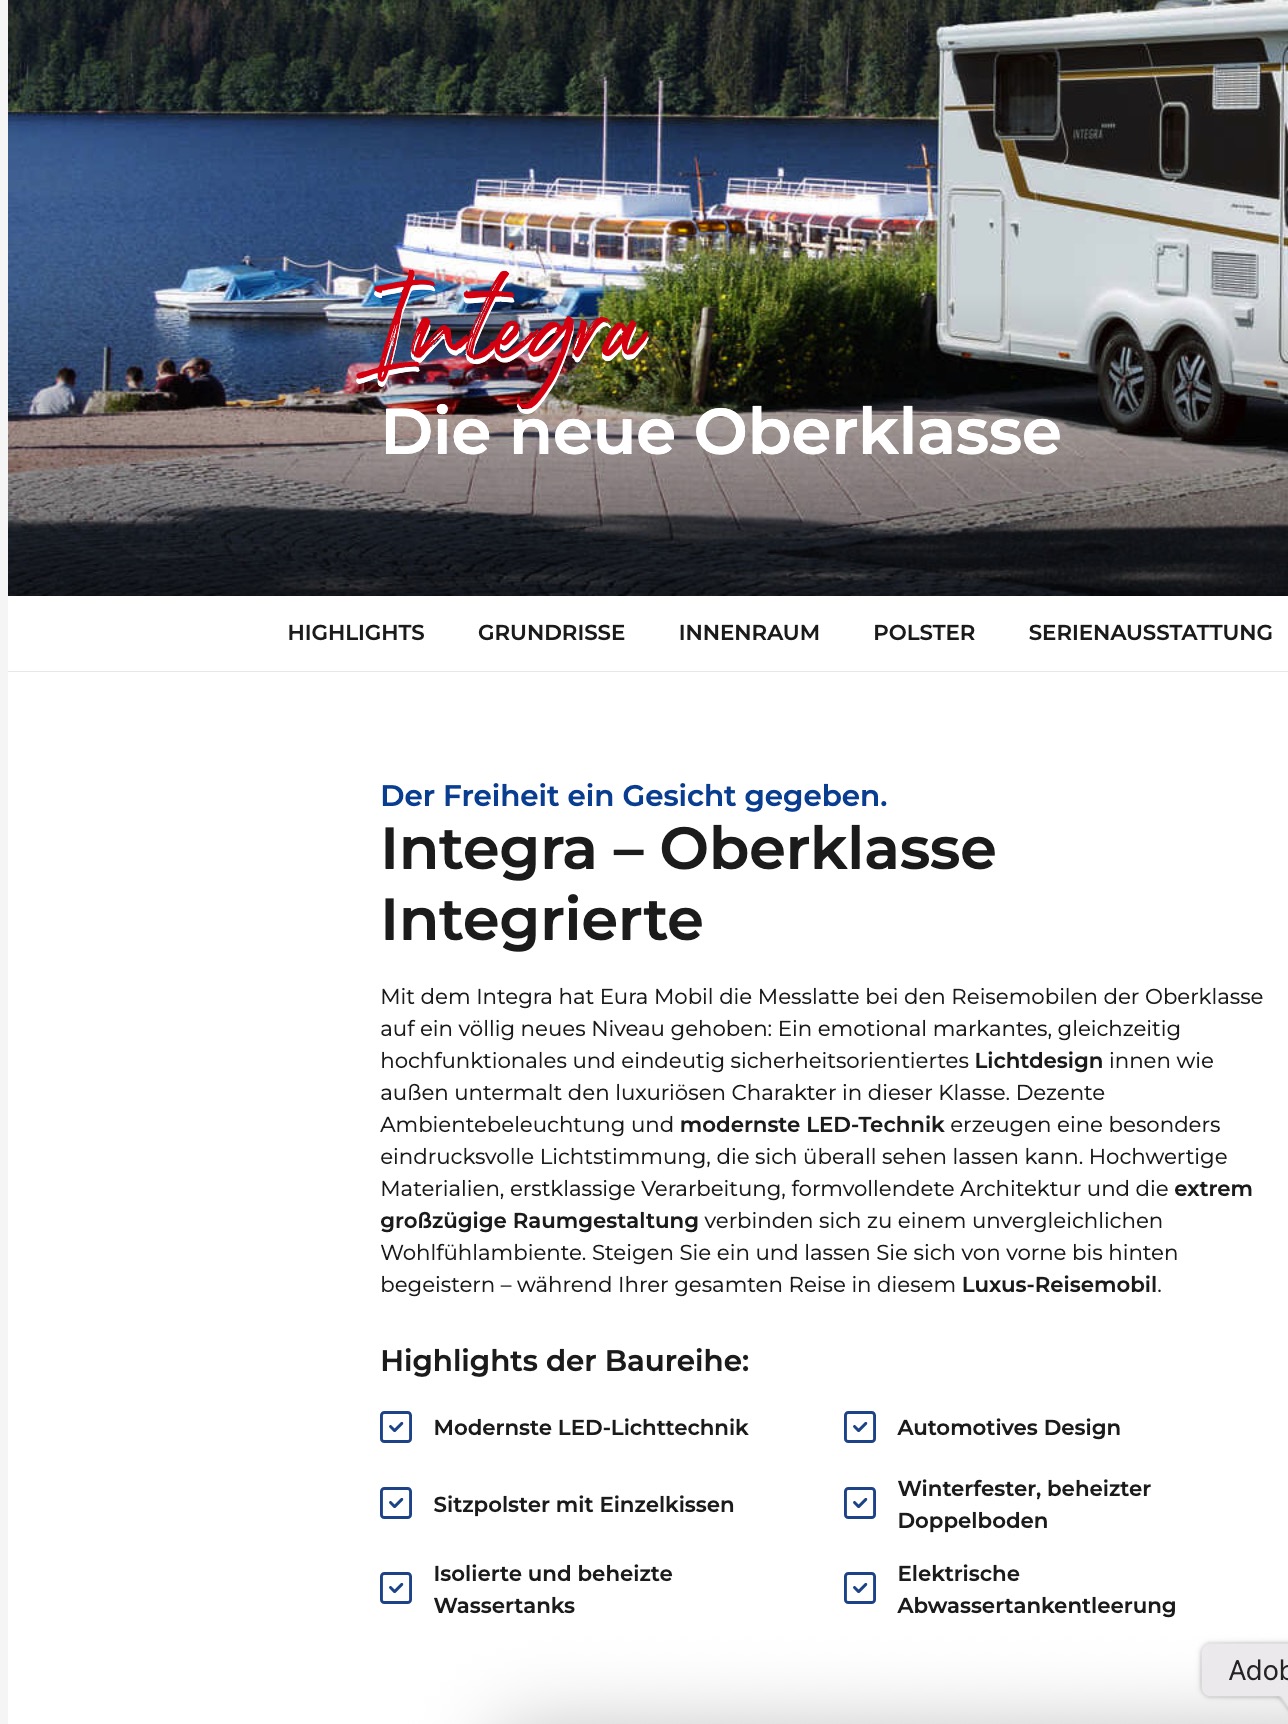 INTEGRA
Integra
Die neue Oberklasse
HIGHLIGHTS GRUNDRISSE INNENRAUM POLSTER SERIENAUSSTATTUNG
Der Freiheit ein Gesicht gegeben.
Integra – Oberklasse
Integrierte
Mit dem Integra hat Eura Mobil die Messlatte bei den Reisemobilen der Oberklasse
auf ein völlig neues Niveau gehoben: Ein emotional markantes, gleichzeitig
hochfunktionales und eindeutig sicherheitsorientiertes Lichtdesign innen wie
außen untermalt den luxuriösen Charakter in dieser Klasse. Dezente
Ambientebeleuchtung und modernste LED-Technik erzeugen eine besonders
eindrucksvolle Lichtstimmung, die sich überall sehen lassen kann. Hochwertige
Materialien, erstklassige Verarbeitung, formvollendete Architektur und die extrem
großzügige Raumgestaltung verbinden sich zu einem unvergleichlichen
Wohlfühlambiente. Steigen Sie ein und lassen Sie sich von vorne bis hinten
begeistern – während Ihrer gesamten Reise in diesem Luxus-Reisemobil.
Highlights der Baureihe:
Modernste LED-Lichttechnik
Automotives Design
Sitzpolster mit Einzelkissen
Winterfester, beheizter
Doppelboden
Isolierte und beheizte
Wassertanks
Elektrische
Abwassertankentleerung